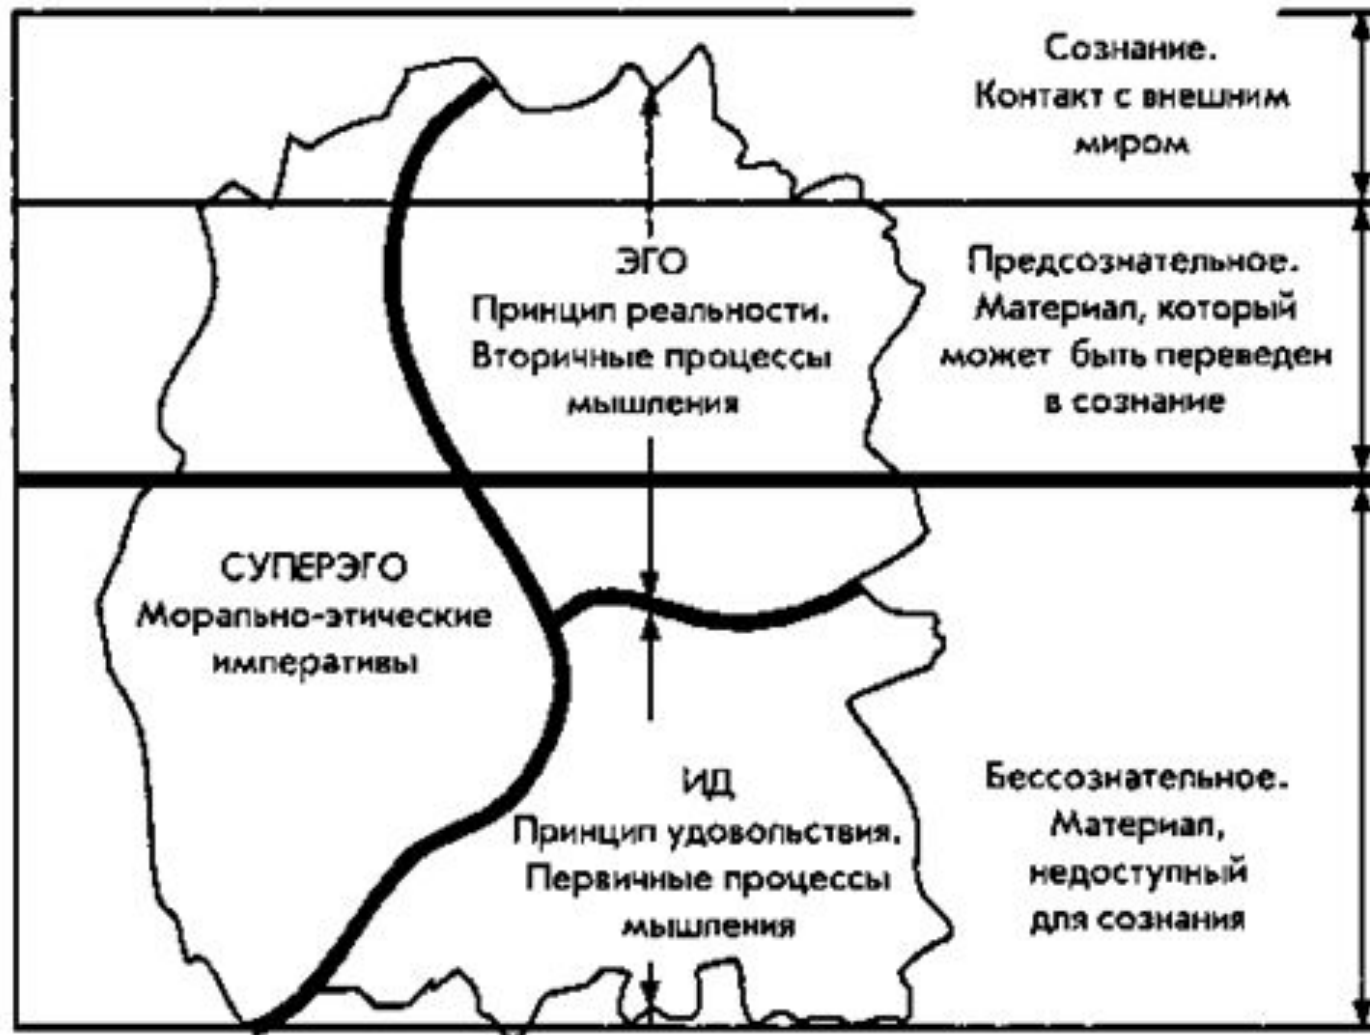 Сознание.
Контакт с внешним
миром
ЭГО
Принцип реальности.
Вторичные процессы
мышления
Предсознательное.
Материал, который
может быть переведен
в сознание
СУПЕРЭГО
Морально-этические
императивы
ИД
Принцип удовольствия.
Первичные процессы
мышления
Бессознательное.
Материал,
недоступный
для сознания